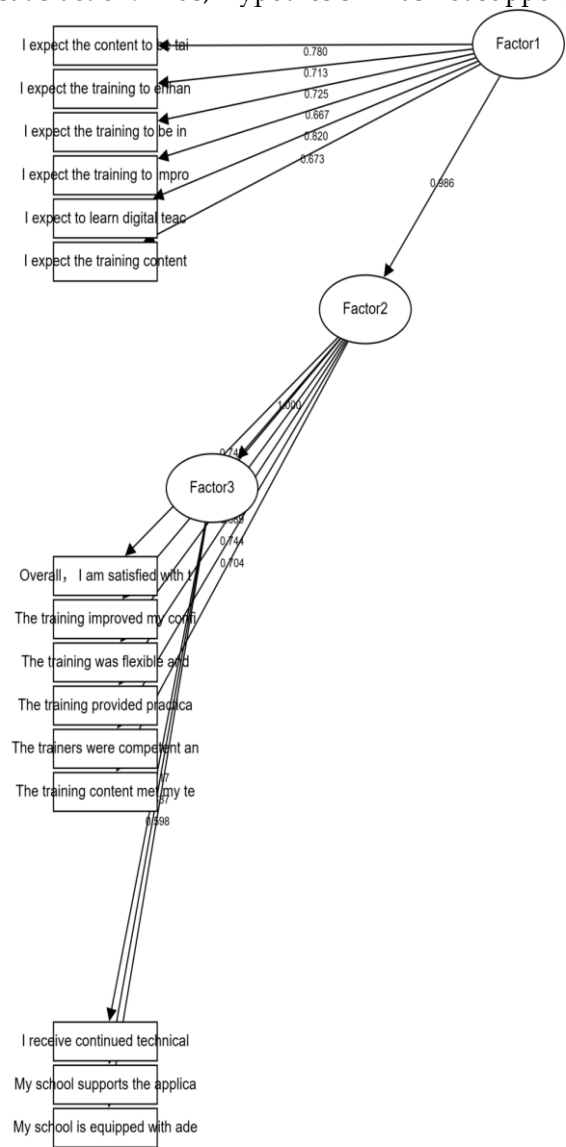 I expect the content to be tai
Factor1
0.780
I expect the training to enhan
0.713
0.725
I expect the training to be in
0.667
0.820
0.673
I expect the training to impro
0.986
I expect to learn digital teac
I expect the training content
Factor2
1.000
Factor3
0.744
0.704
Overall, I am satisfied with t
The training improved my confi
The training was flexible and
The training provided practica
The trainers were competent an
The training content met my te
0.598
I receive continued technical
My school supports the applica
My school is equipped with ade